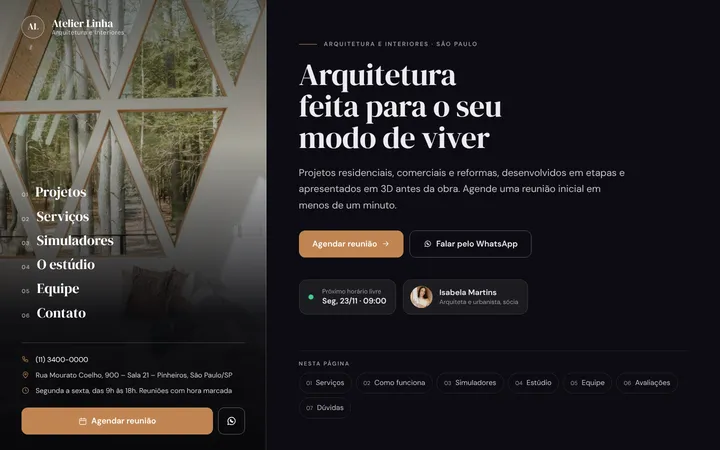 AL
Atelier Linha
Arquitetura e Interiores
01 Projetos
02 Serviços
03 Simuladores
04 O estúdio
05 Equipe
06 Contato
(11) 3400-0000
Rua Mourato Coelho, 900 – Sala 21 – Pinheiros, São Paulo/SP
Segunda a sexta, das 9h às 18h. Reuniões com hora marcada
Agendar reunião
ARQUITETURA E INTERIORES · SÃO PAULO
Arquitetura
feita para o seu
modo de viver
Projetos residenciais, comerciais e reformas, desenvolvidos em etapas e
apresentados em 3D antes da obra. Agende uma reunião inicial em
menos de um minuto.
Agendar reunião →
Falar pelo WhatsApp
Próximo horário livre
Seg, 23/11 · 09:00
Isabela Martins
Arquiteta e urbanista, sócia
NESTA PÁGINA
01 Serviços
02 Como funciona
03 Simuladores
04 Estúdio
05 Equipe
06 Avaliações
07 Dúvidas